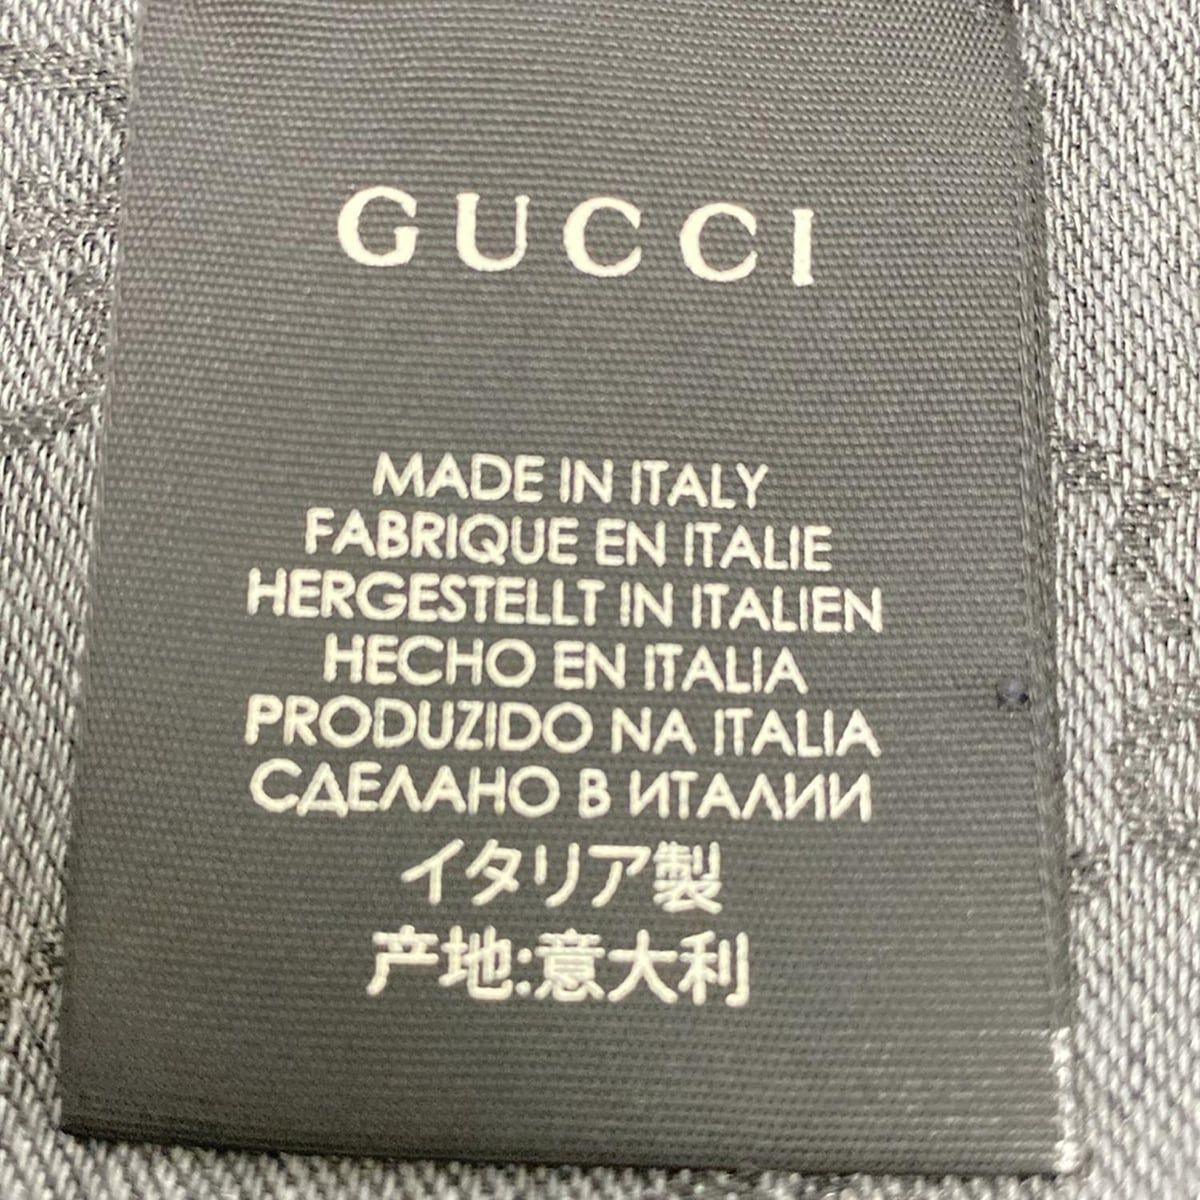 GUCCI
MADE IN ITALY
FABRIQUE EN ITALIE
HERGESTELLT IN ITALIEN
HECHO EN ITALIA
PRODUZIDO NA ITALIA
СДЕЛАНО В ИТАЛИИ
イタリア製
产地:意大利